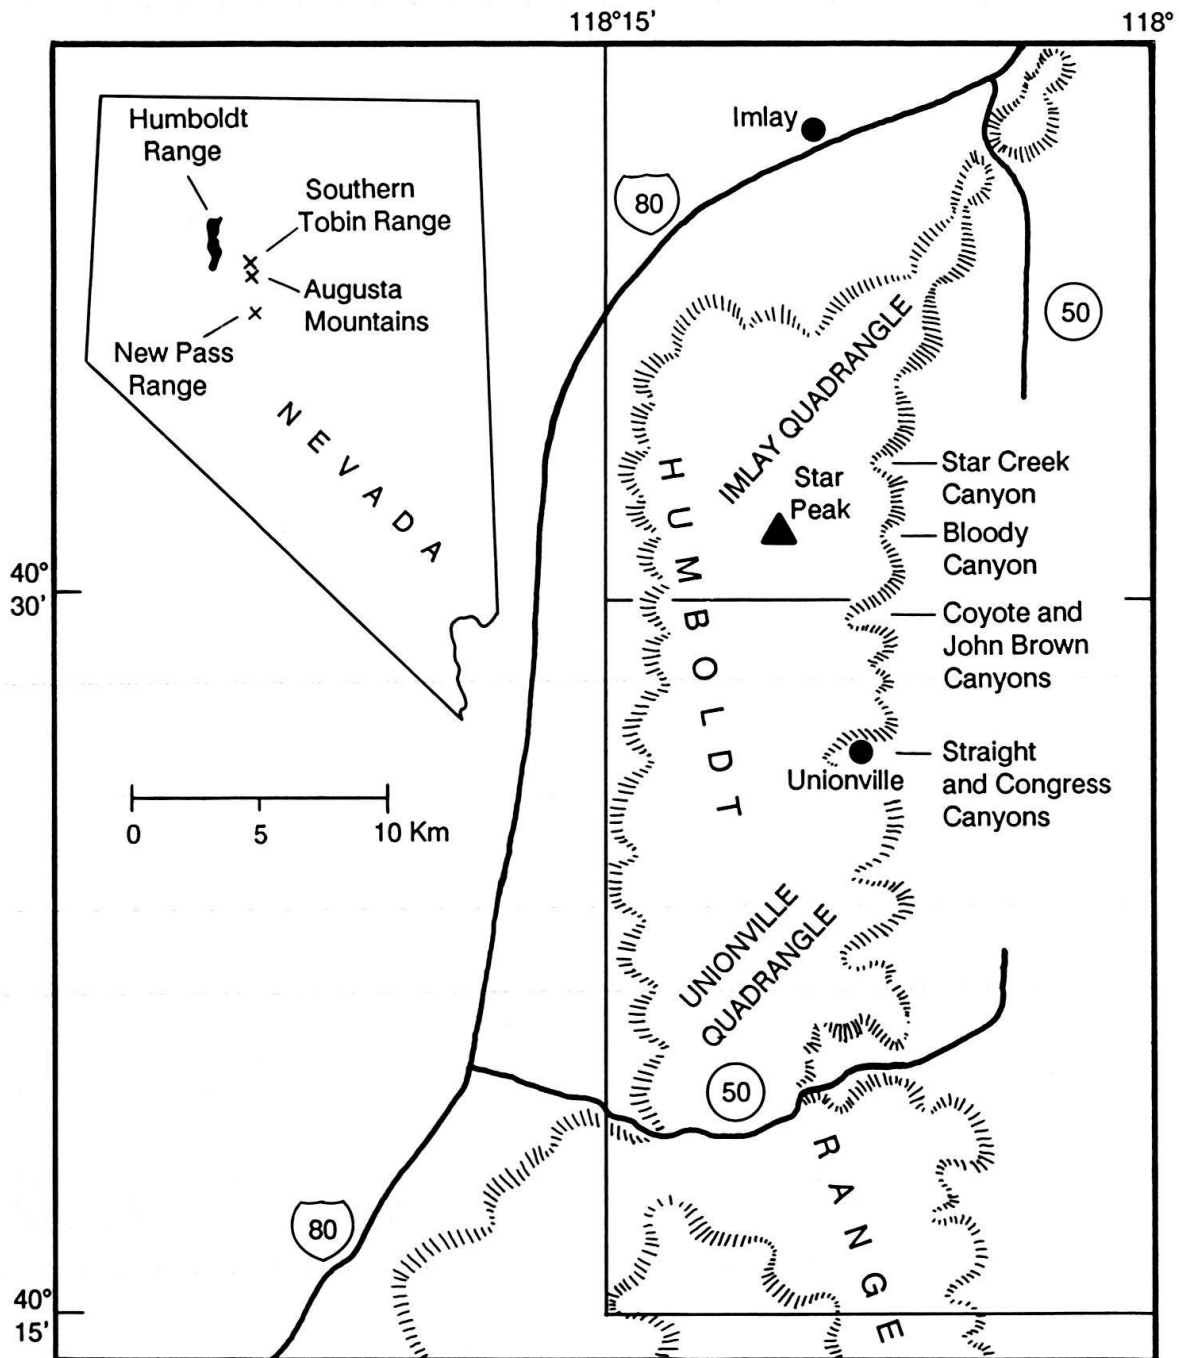 118°15'
118°
Humboldt
Range
Southern
Tobin Range
Augusta
Mountains
New Pass
Range
NEVADA
Imlay
80
50
IMLAY QUADRANGLE
Star
Peak
HUMBOLDT
Star Creek
Canyon
Bloody
Canyon
40°
30'
Coyote and
John Brown
Canyons
Unionville
Straight
and Congress
Canyons
0 5 10 Km
UNIONVILLE
QUADRANGLE
50
RANGE
80
40°
15'